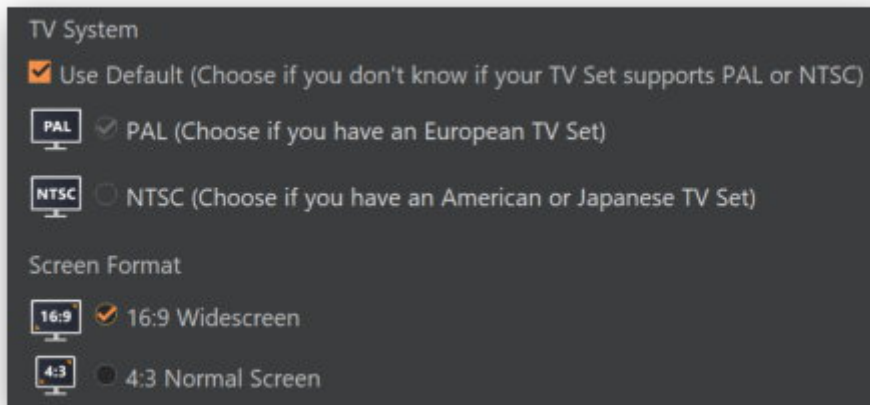 TV System
Use Default (Choose if you don't know if your TV Set supports PAL or NTSC)
PAL PAL (Choose if you have an European TV Set)
NTSC NTSC (Choose if you have an American or Japanese TV Set)
Screen Format
16:9 16:9 Widescreen
4:3 4:3 Normal Screen